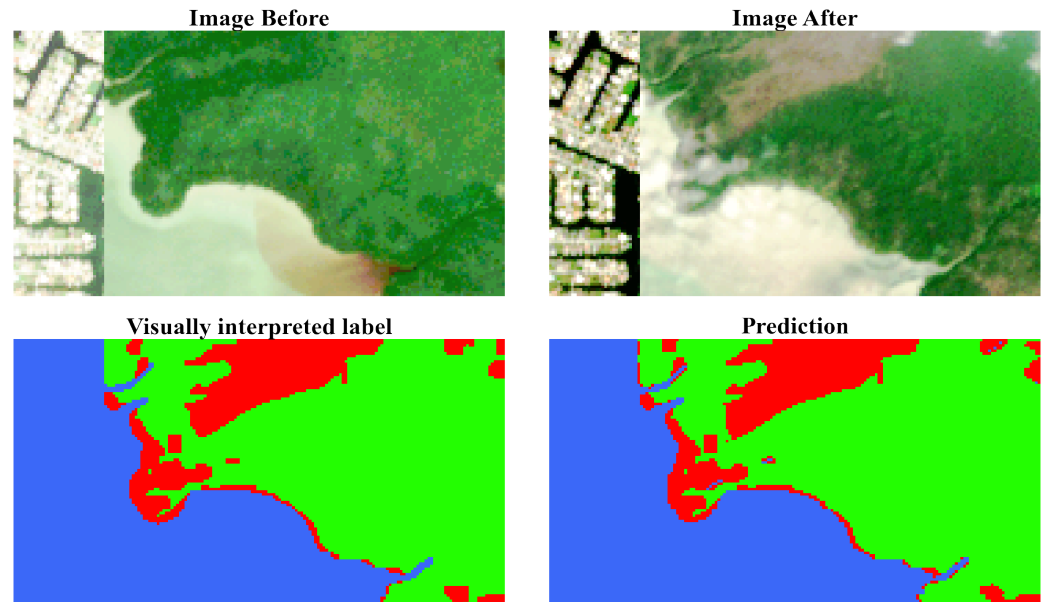 Image Before
Image After
Visually interpreted label
Prediction